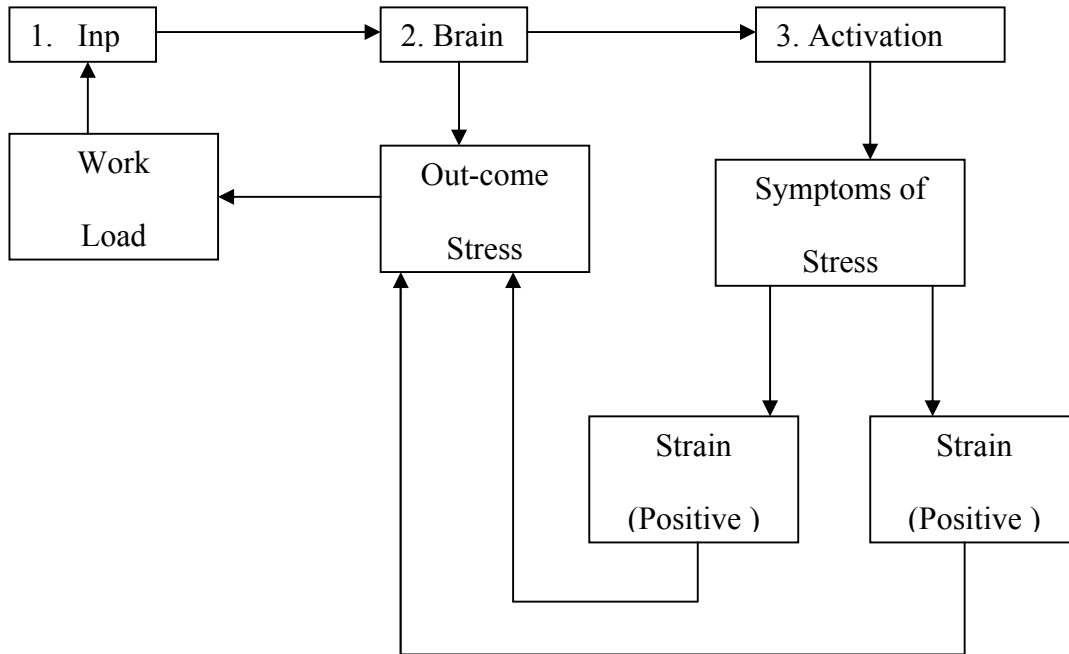 1. Inp
2. Brain
3. Activation
Work
Load
Out-come
Stress
Symptoms of
Stress
Strain
(Positive )
Strain
(Positive )